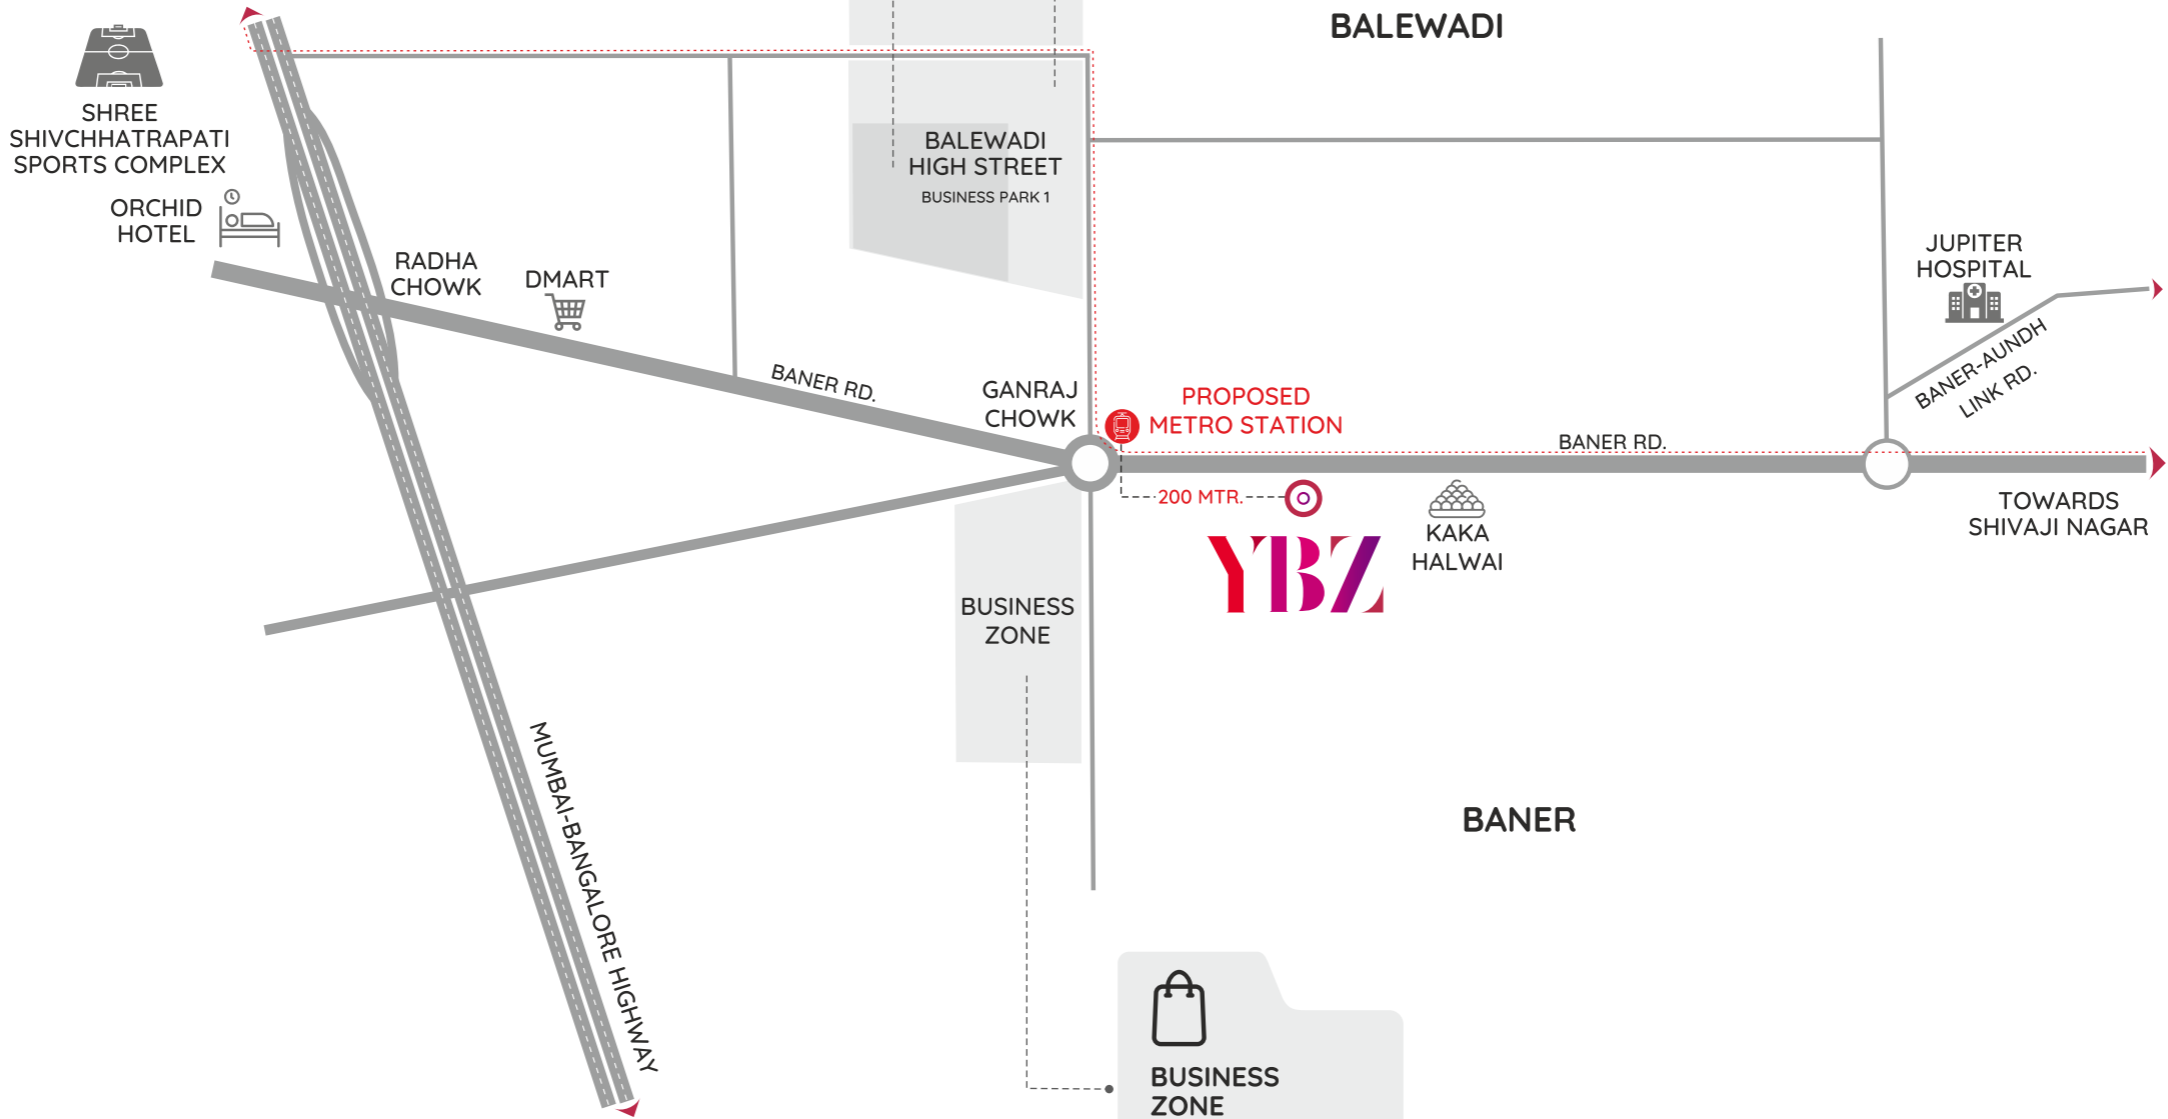 BALEWADI
SHREE
SHIVCHHATRAPATI
SPORTS COMPLEX
BALEWADI
HIGH STREET
BUSINESS PARK 1
ORCHID
HOTEL
RADHA
CHOWK
DMART
JUPITER
HOSPITAL
BANER-AUNDH
LINK RD.
BANER RD.
GANRAJ
CHOWK
PROPOSED
METRO STATION
BANER RD.
200 MTR.
TOWARDS
SHIVAJI NAGAR
KAKA
HALWAI
YBZ
BUSINESS
ZONE
MUMBAI-BANGALORE HIGHWAY
BANER
BUSINESS
ZONE